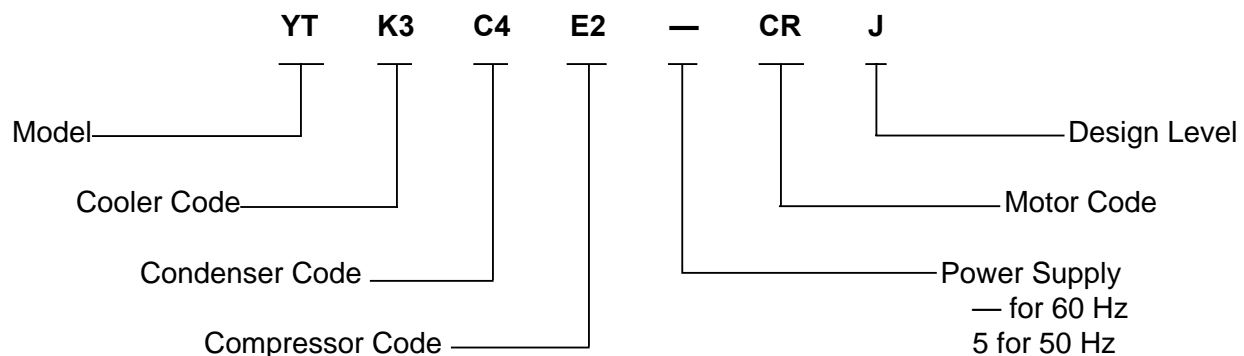 YT K3 C4 E2 — CR J
Model
Design Level
Cooler Code
Motor Code
Condenser Code
Power Supply
— for 60 Hz
Compressor Code
5 for 50 Hz